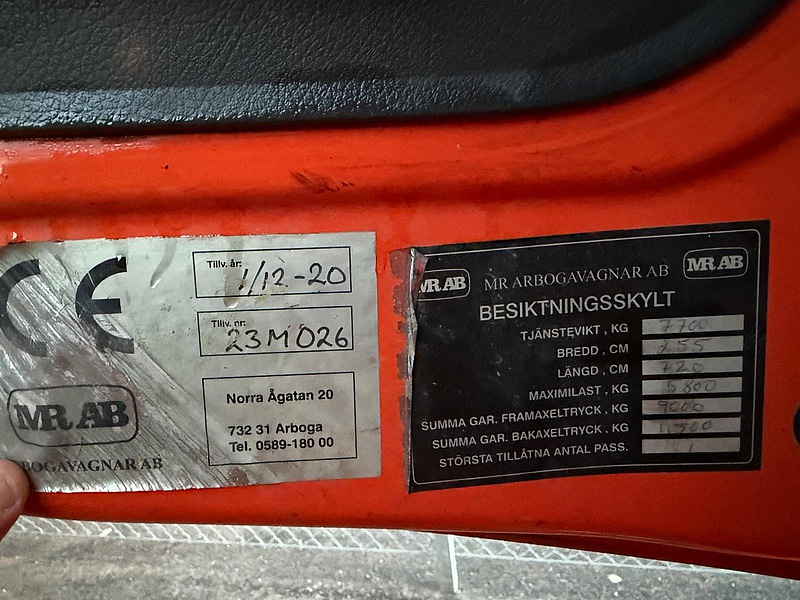 CE
Tillv. år:
1/12-20
Tillv. nr:
23M026
MR AB
BOGAVAGNAR AB
Norra Ågatan 20
732 31 Arboga
Tel. 0589-180 00
MR AB
MR ARBOGAVAGNAR AB
MR AB
BESIKTNINGSSKYLT
TJÄNSTEVIKT , KG 7700
BREDD , CM 255
LÄNGD , CM 720
MAXIMILAST , KG 5800
SUMMA GAR. FRAMAXELTRYCK , KG 9000
SUMMA GAR. BAKAXELTRYCK , KG
STÖRSTA TILLÅTNA ANTAL PASS. 1